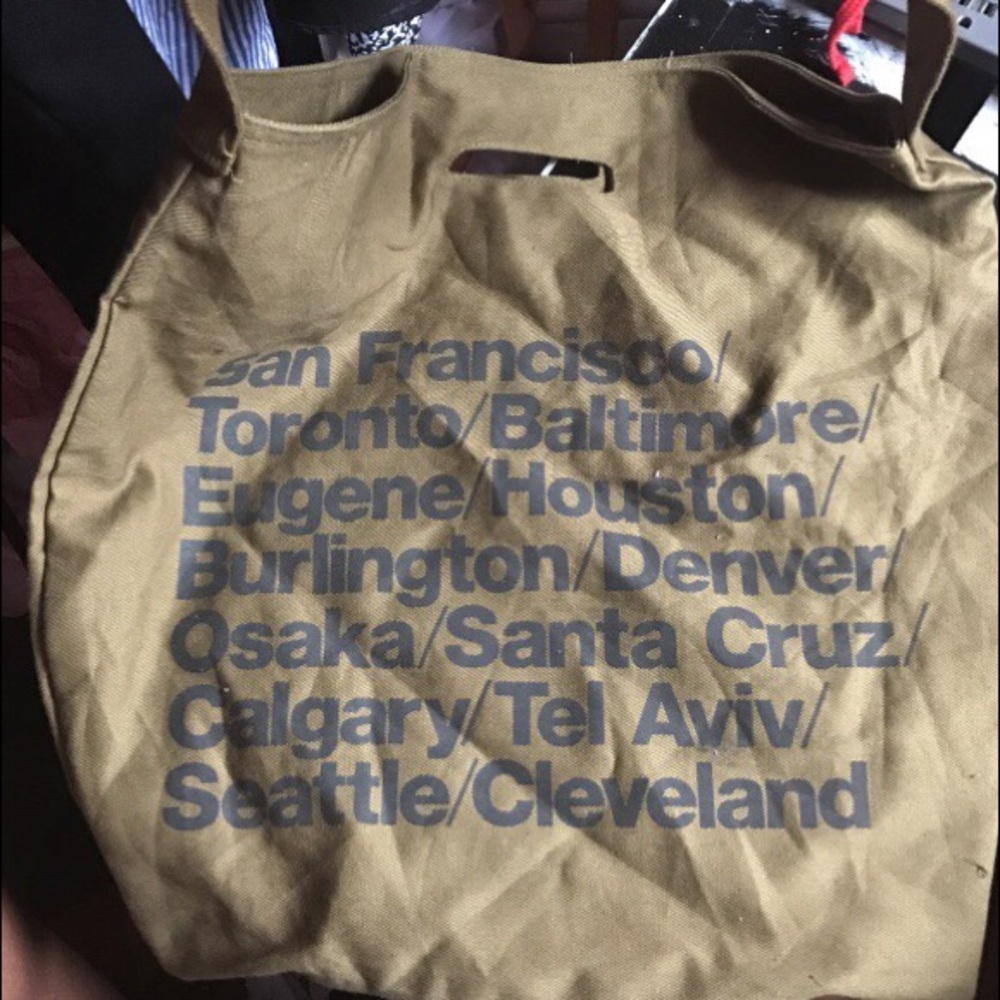 San Francisco/
Toronto/Baltimore/
Eugene/Houston/
Burlington/Denver/
Osaka/Santa Cruz/
Calgary/Tel Aviv/
Seattle/Cleveland